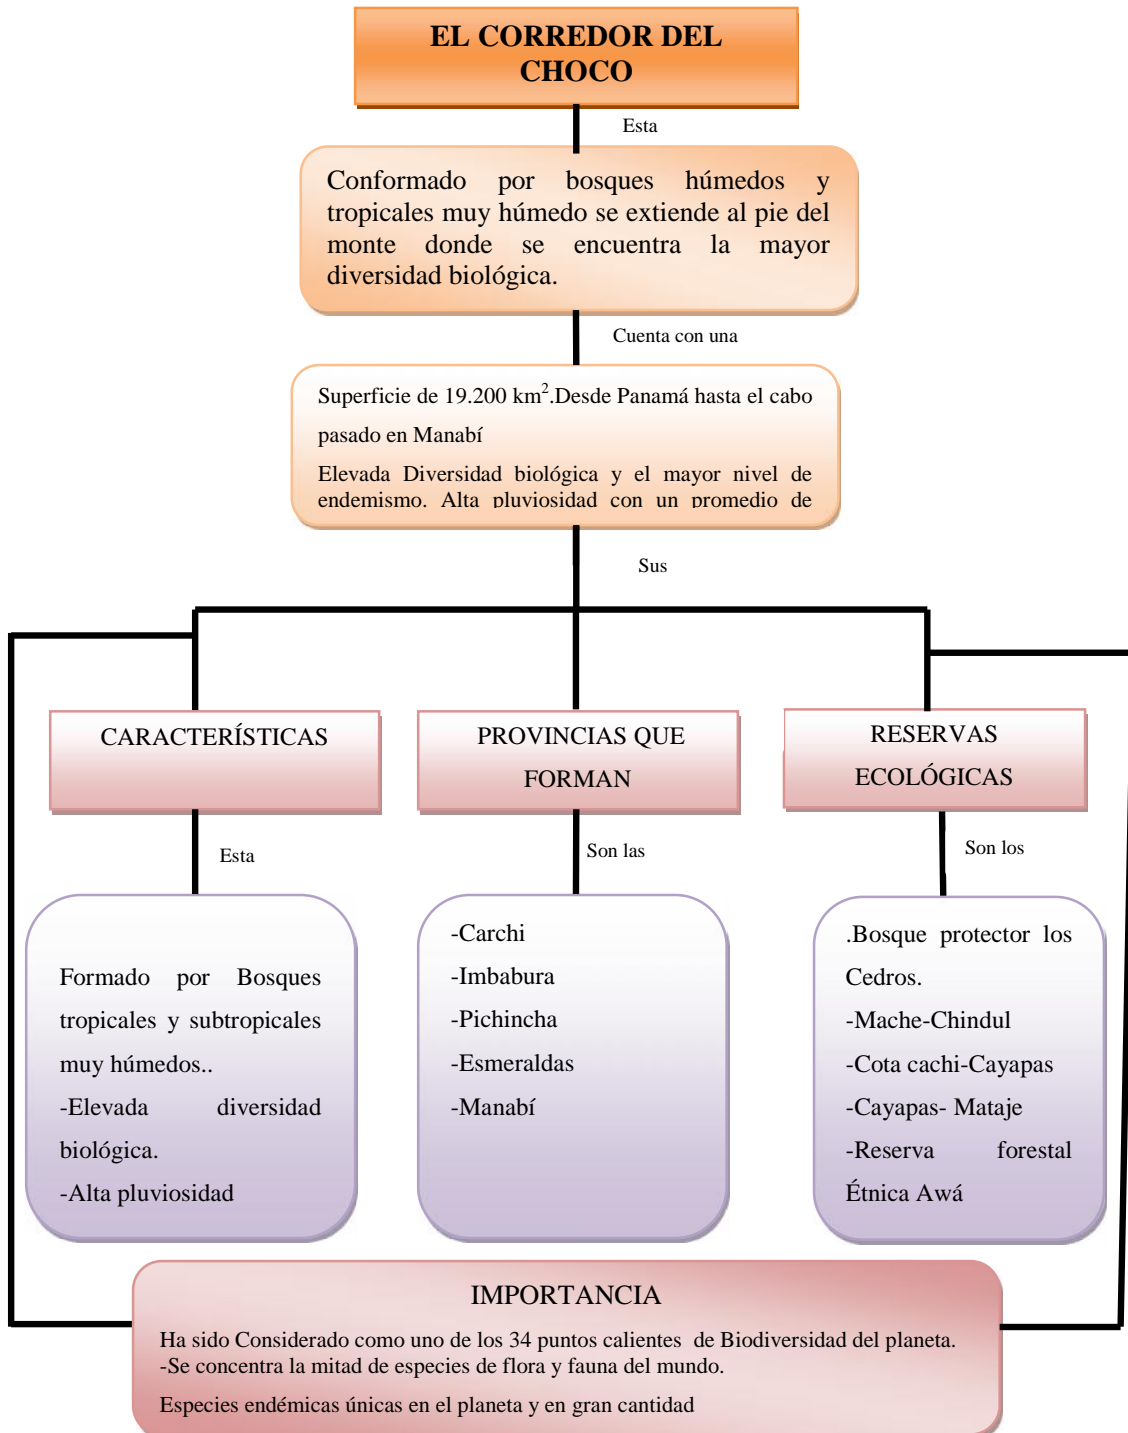 EL CORREDOR DEL
CHOCO
Esta
Conformado por bosques húmedos y
tropicales muy húmedo se extiende al pie del
monte donde se encuentra la mayor
diversidad biológica.
Cuenta con una
Superficie de 19.200 km².Desde Panamá hasta el cabo
pasado en Manabí
Elevada Diversidad biológica y el mayor nivel de
endemismo. Alta pluviosidad con un promedio de
Sus
CARACTERÍSTICAS
Esta
Formado por Bosques
tropicales y subtropicales
muy húmedos..
-Elevada diversidad
biológica.
-Alta pluviosidad
PROVINCIAS QUE
FORMAN
Son las
-Carchi
-Imbabura
-Pichincha
-Esmeraldas
-Manabí
RESERVAS
ECOLÓGICAS
Son los
.Bosque protector los
Cedros.
-Mache-Chindul
-Cota cachi-Cayapas
-Cayapas- Mataje
-Reserva forestal
Étnica Awá
IMPORTANCIA
Ha sido Considerado como uno de los 34 puntos calientes de Biodiversidad del planeta.
-Se concentra la mitad de especies de flora y fauna del mundo.
Especies endémicas únicas en el planeta y en gran cantidad